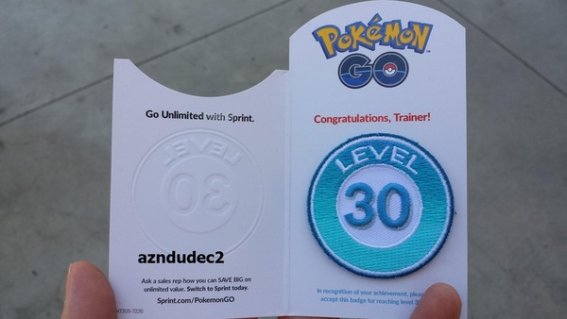 Go Unlimited with Sprint.
LEVEL
30
azndudec2
Ask a sales rep how you can SAVE BIG on
unlimited value. Switch to Sprint today.
Sprint.com/PokemonGO
POKÉMON
GO
Congratulations, Trainer!
LEVEL
30
In recognition of your achievement, please
accept this badge for reaching level